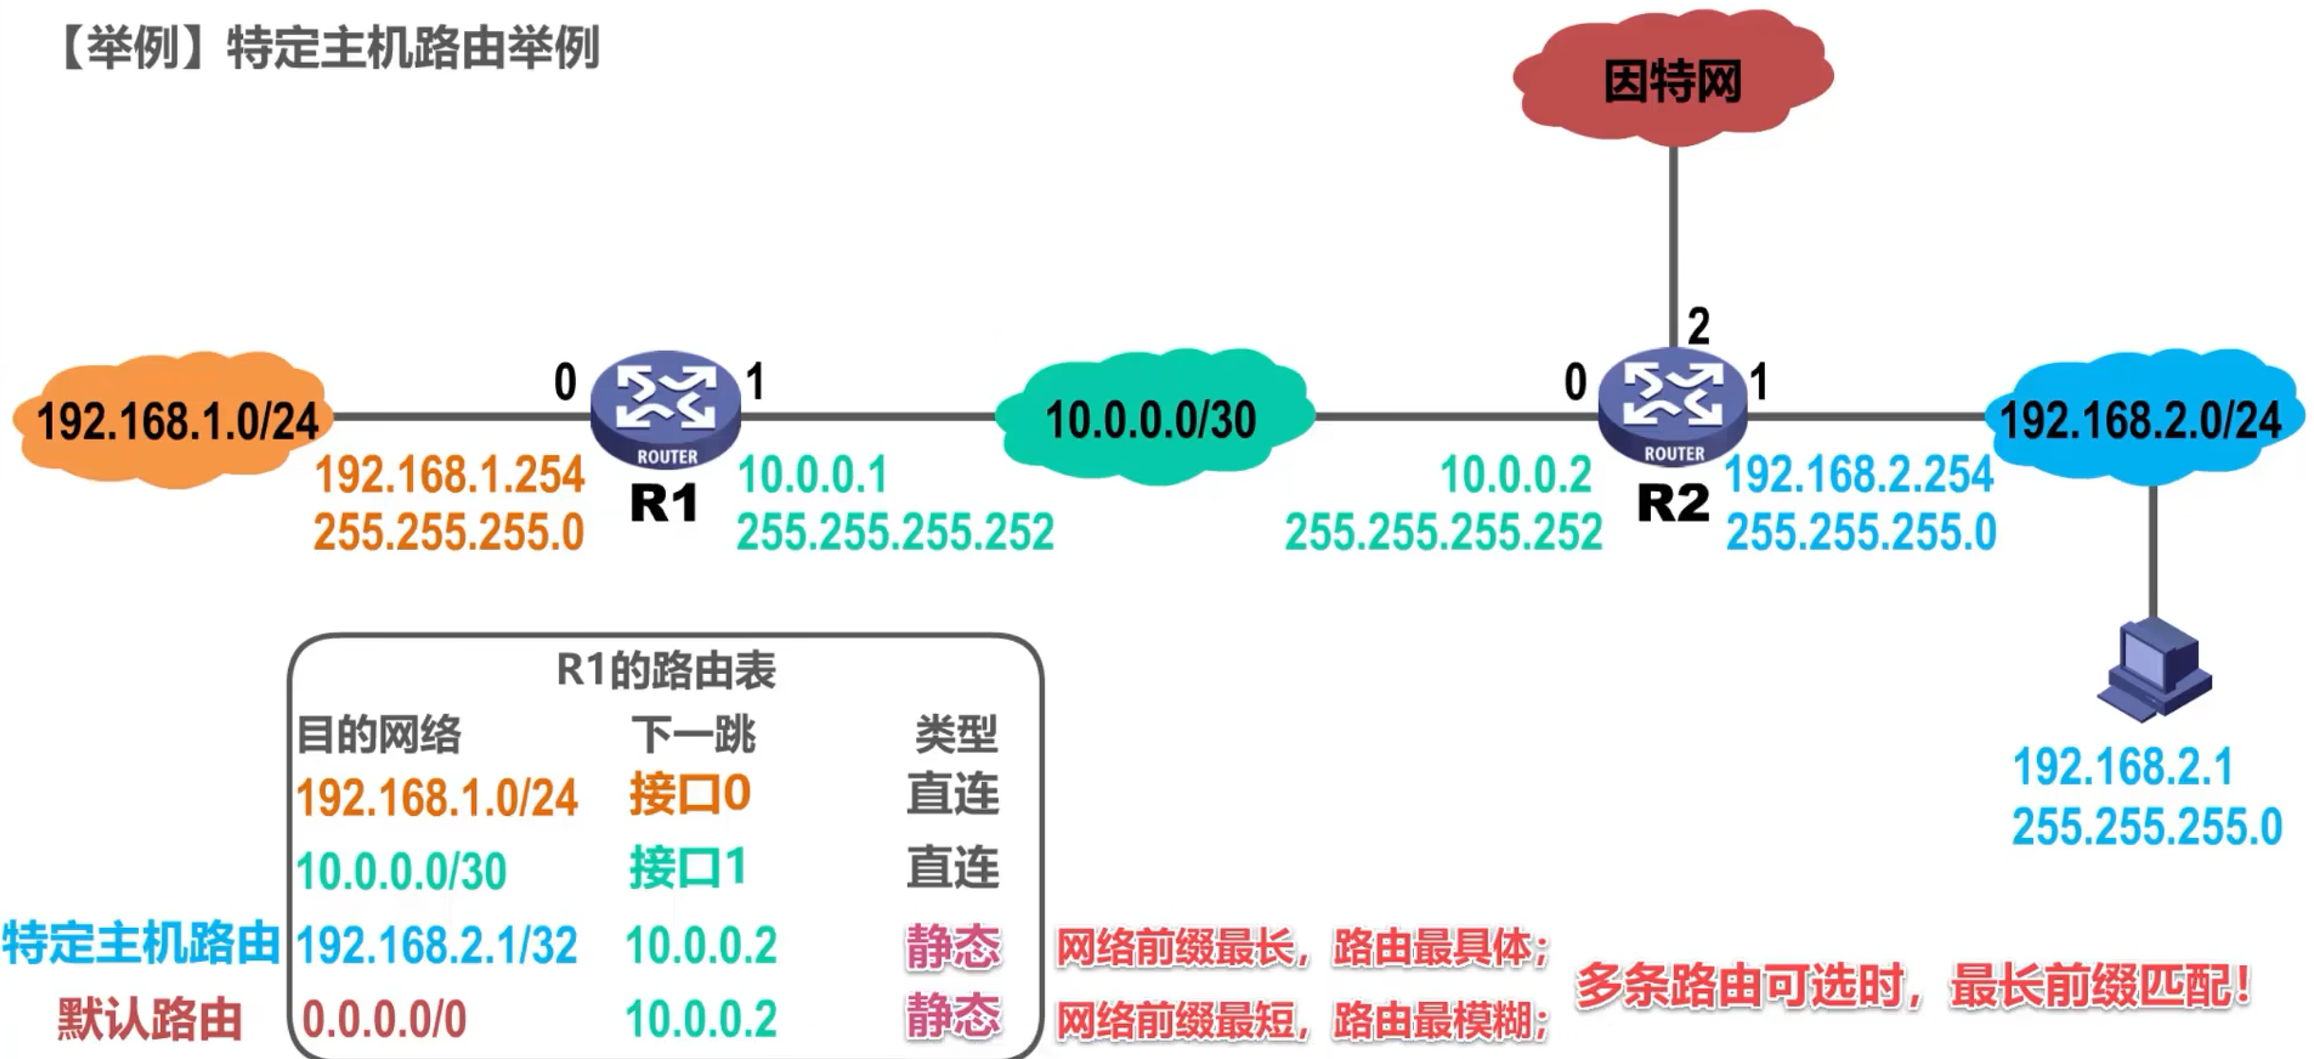 【举例】特定主机路由举例
因特网
2
0
1
0
1
192.168.1.0/24
10.0.0.0/30
192.168.2.0/24
ROUTER
ROUTER
192.168.1.254
255.255.255.0
R1
10.0.0.1
255.255.255.252
10.0.0.2
255.255.255.252
R2
192.168.2.254
255.255.255.0
192.168.2.1
255.255.255.0
R1的路由表
目的网络 下一跳 类型
192.168.1.0/24 接口0 直连
10.0.0.0/30 接口1 直连
特定主机路由 192.168.2.1/32 10.0.0.2 静态 网络前缀最长，路由最具体；
默认路由 0.0.0.0/0 10.0.0.2 静态 网络前缀最短，路由最模糊；
多条路由可选时，最长前缀匹配！